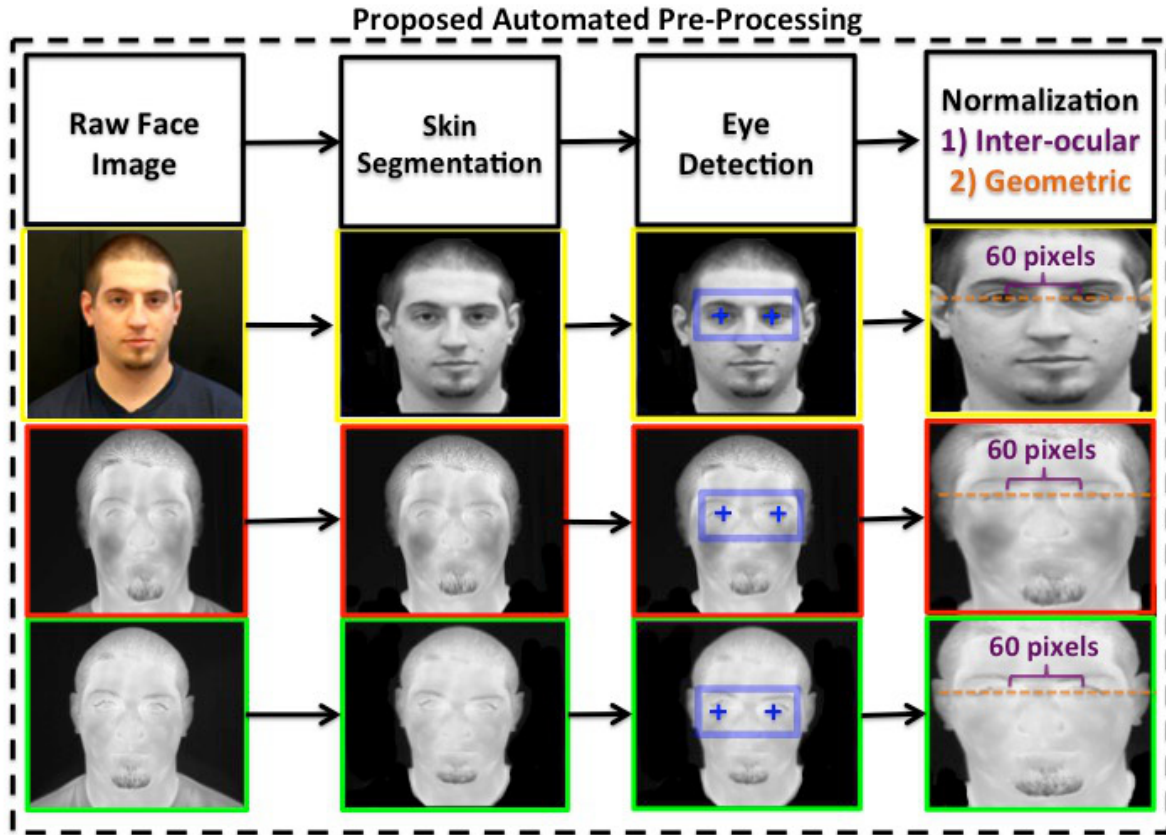 Proposed Automated Pre-Processing
Raw Face
Image
Skin
Segmentation
Eye
Detection
Normalization
1) Inter-ocular
2) Geometric
60 pixels
60 pixels
60 pixels